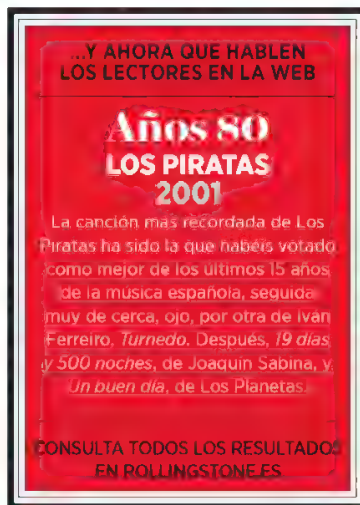 ...Y AHORA QUE HABLEN
LOS LECTORES EN LA WEB
Años 80
LOS PIRATAS
2001
La canción más recordada de Los
Piratas ha sido la que habéis votado
como mejor de los últimos 15 años
de la música española, seguida
muy de cerca, ojo, por otra de Iván
Ferreiro, Turnedo. Después, 19 días
y 500 noches, de Joaquín Sabina, y
Un buen día, de Los Planetas.
CONSULTA TODOS LOS RESULTADOS
EN ROLLINGSTONE.ES